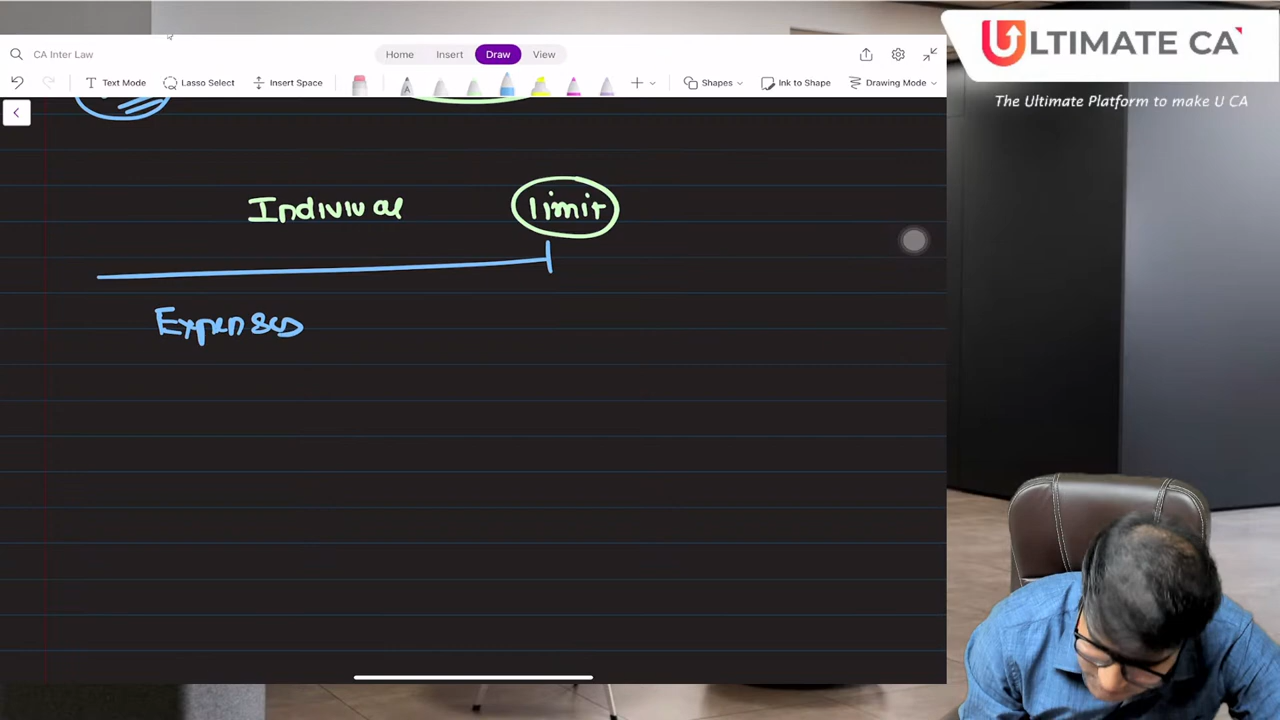 ULTIMATE CA
The Ultimate Platform to make U CA
CA Inter Law
Home Insert Draw View
Text Mode Lasso Select Insert Space Shapes Ink to Shape Drawing Mode
Indivival limit
Expenses